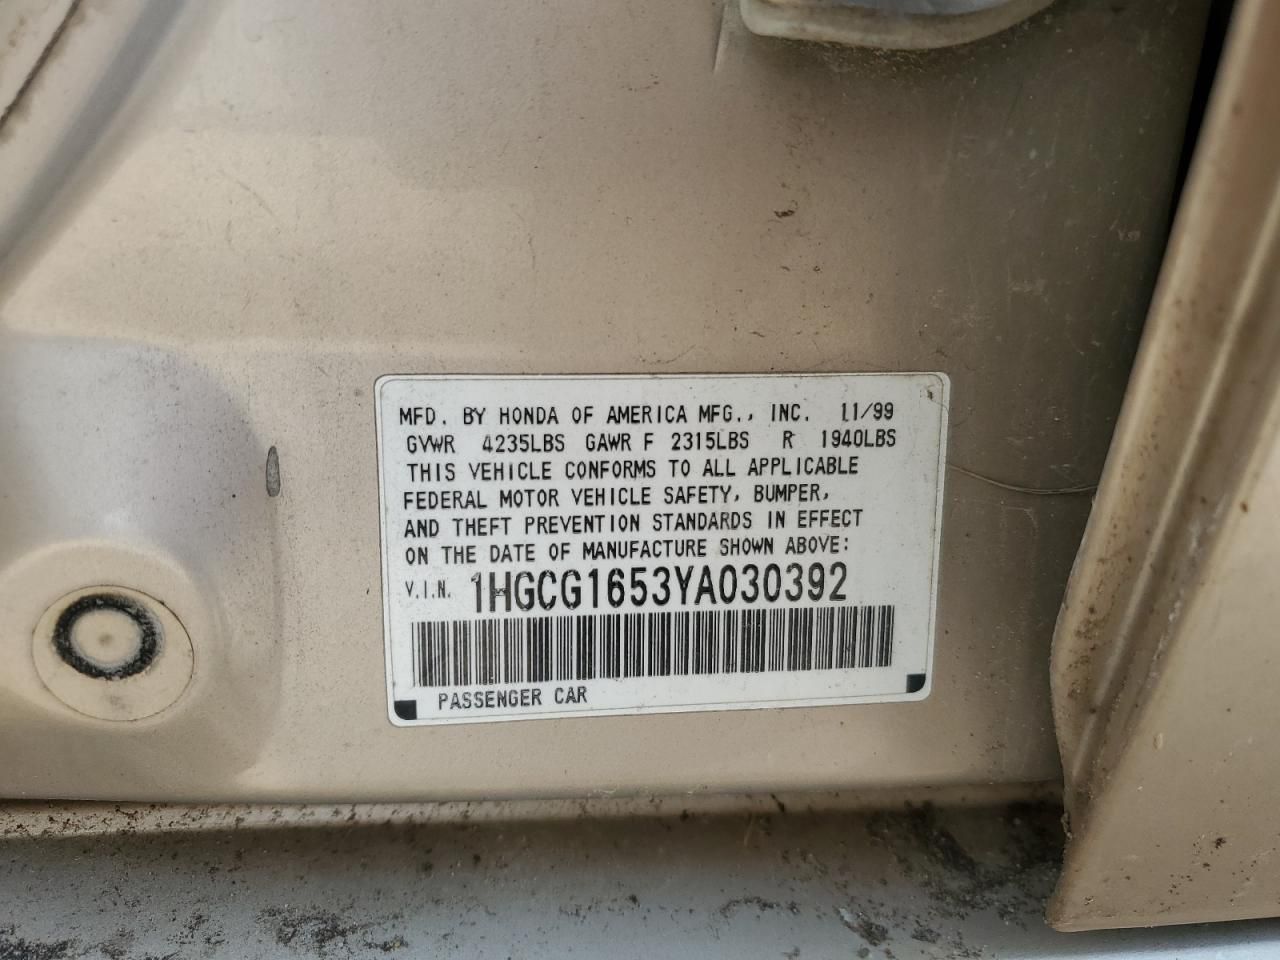 MFD. BY HONDA OF AMERICA MFG., INC. 11/99
GVWR 4235LBS GAWR F 2315LBS R 1940LBS
THIS VEHICLE CONFORMS TO ALL APPLICABLE
FEDERAL MOTOR VEHICLE SAFETY, BUMPER,
AND THEFT PREVENTION STANDARDS IN EFFECT
ON THE DATE OF MANUFACTURE SHOWN ABOVE:
V.I.N. 1HGCG1653YA030392
PASSENGER CAR